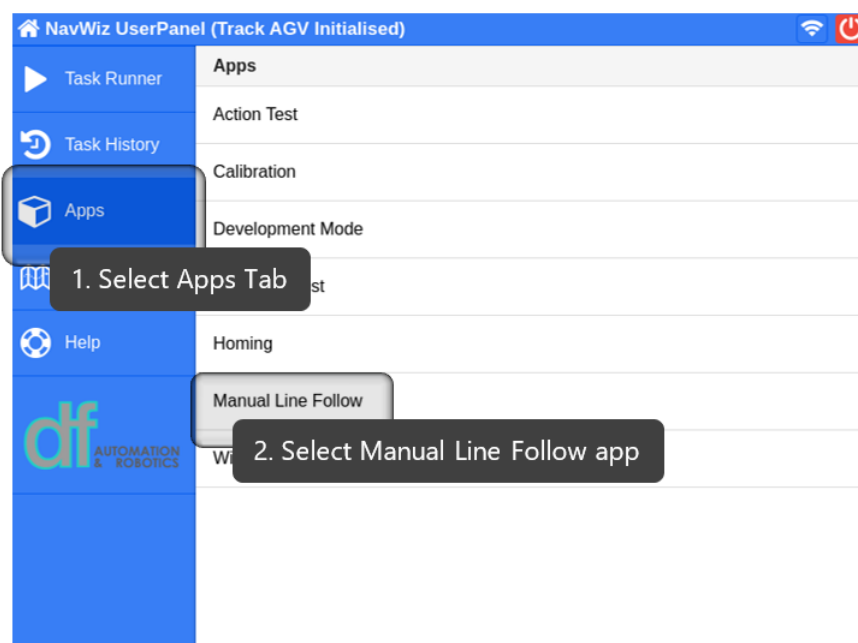 NavWiz UserPanel (Track AGV Initialised)
Task Runner
Task History
Apps
1. Select Apps Tab
Help
df AUTOMATION
& ROBOTICS
Apps
Action Test
Calibration
Development Mode
st
Homing
Manual Line Follow
2. Select Manual Line Follow app
Wi